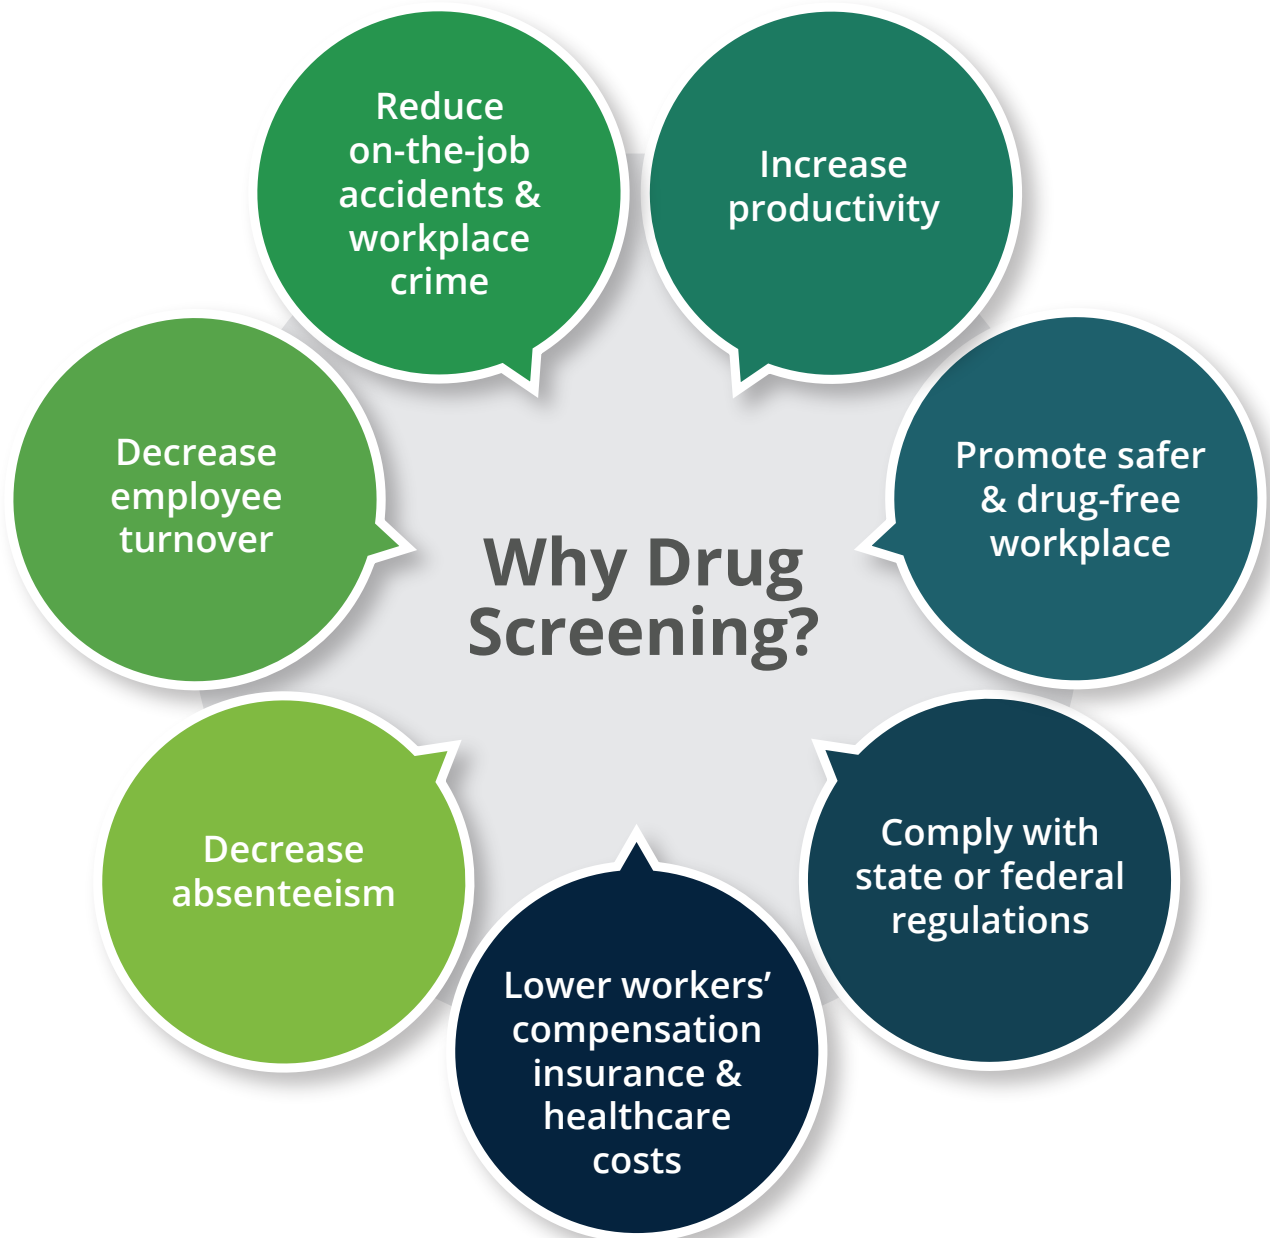 Reduce
on-the-job
accidents &
workplace
crime
Increase
productivity
Decrease
employee
turnover
Promote safer
& drug-free
workplace
Why Drug
Screening?
Decrease
absenteeism
Comply with
state or federal
regulations
Lower workers’
compensation
insurance &
healthcare
costs